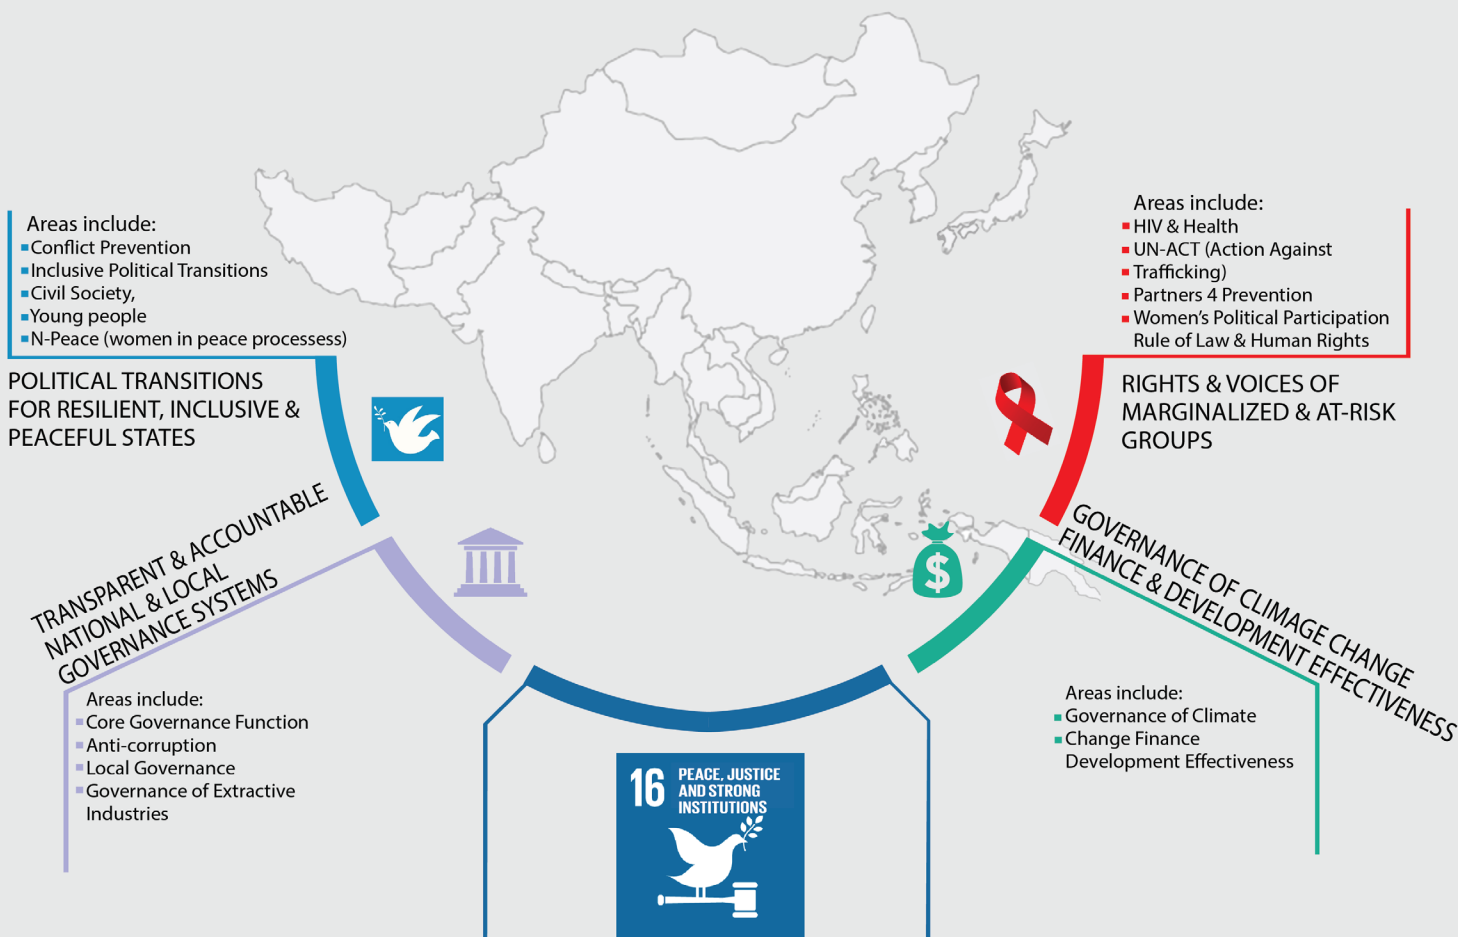 Areas include:
Conflict Prevention
Inclusive Political Transitions
Civil Society,
Young people
N-Peace (women in peace processess)
POLITICAL TRANSITIONS
FOR RESILIENT, INCLUSIVE &
PEACEFUL STATES
Areas include:
HIV & Health
UN-ACT (Action Against
Trafficking)
Partners 4 Prevention
Women's Political Participation
Rule of Law & Human Rights
RIGHTS & VOICES OF
MARGINALIZED & AT-RISK
GROUPS
TRANSPARENT & ACCOUNTABLE
NATIONAL & LOCAL
GOVERNANCE SYSTEMS
Areas include:
Core Governance Function
Anti-corruption
Local Governance
Governance of Extractive
Industries
$
GOVERNANCE OF CLIMAGE CHANGE
FINANCE & DEVELOPMENT EFFECTIVENESS
Areas include:
Governance of Climate
Change Finance
Development Effectiveness
16 PEACE, JUSTICE
AND STRONG
INSTITUTIONS